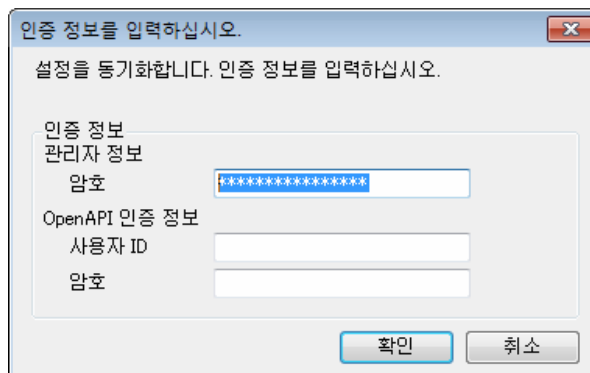 인증 정보를 입력하십시오.
설정을 동기화합니다. 인증 정보를 입력하십시오.
인증 정보
관리자 정보
암호 ****************
OpenAPI 인증 정보
사용자 ID
암호
확인 취소